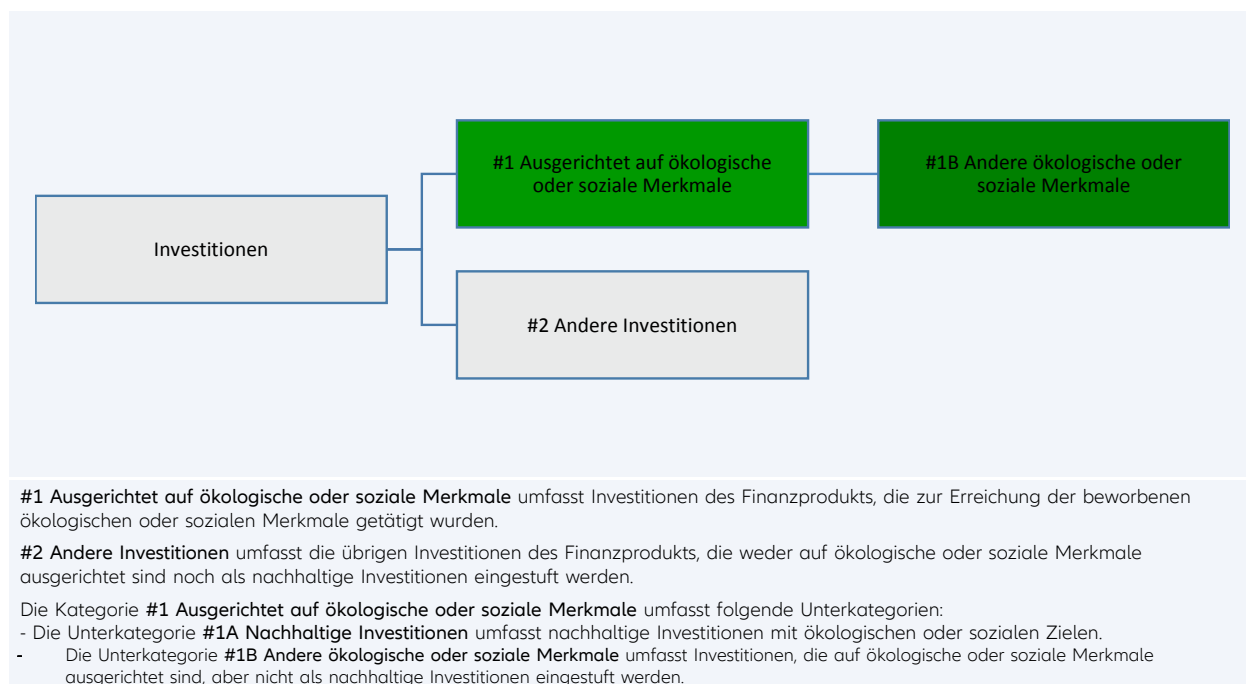 #1 Ausgerichtet auf ökologische
oder soziale Merkmale
#1B Andere ökologische oder
soziale Merkmale
Investitionen
#2 Andere Investitionen
#1 Ausgerichtet auf ökologische oder soziale Merkmale umfasst Investitionen des Finanzprodukts, die zur Erreichung der beworbenen
ökologischen oder sozialen Merkmale getätigt wurden.
#2 Andere Investitionen umfasst die übrigen Investitionen des Finanzprodukts, die weder auf ökologische oder soziale Merkmale
ausgerichtet sind noch als nachhaltige Investitionen eingestuft werden.
Die Kategorie #1 Ausgerichtet auf ökologische oder soziale Merkmale umfasst folgende Unterkategorien:
- Die Unterkategorie #1A Nachhaltige Investitionen umfasst nachhaltige Investitionen mit ökologischen oder sozialen Zielen.
- Die Unterkategorie #1B Andere ökologische oder soziale Merkmale umfasst Investitionen, die auf ökologische oder soziale Merkmale
ausgerichtet sind, aber nicht als nachhaltige Investitionen eingestuft werden.